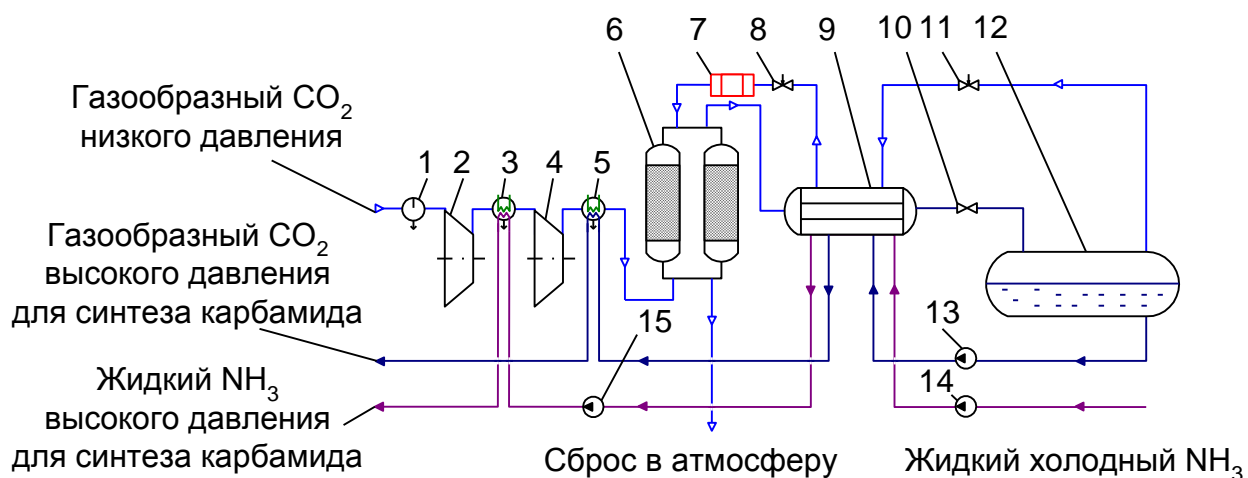 6 7 8 9 10 11 12
Газообразный CO2
низкого давления
1 2 3 4 5
Газообразный CO2
высокого давления
для синтеза карбамида
15 13
Жидкий NH3
высокого давления
для синтеза карбамида
14
Сброс в атмосферу
Жидкий холодный NH3